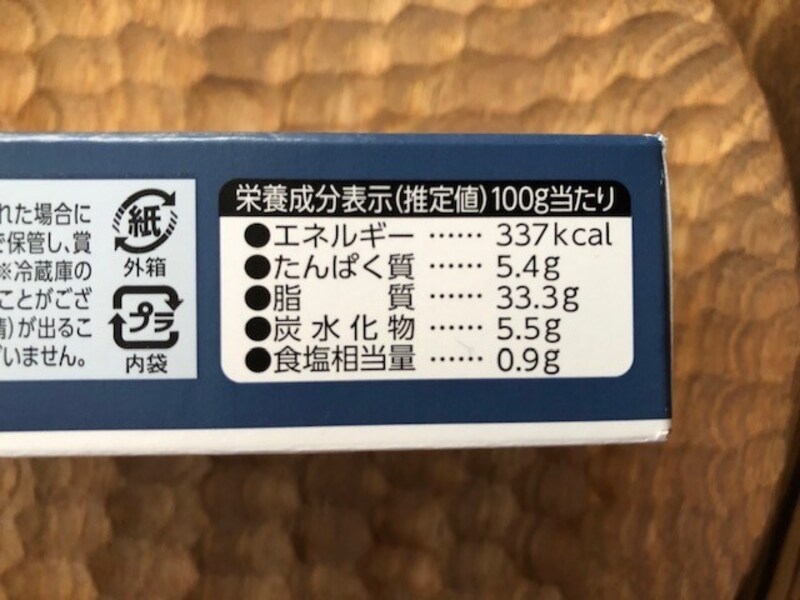 れた場合に
で保管し、賞
※冷蔵庫の
ことがござ
が出るこ
いません。
紙
外箱
プラ
内袋
栄養成分表示(推定値)100g当たり
●エネルギー …… 337kcal
●たんぱく質 …… 5.4g
●脂 質 …… 33.3g
●炭水化物 …… 5.5g
●食塩相当量 …… 0.9g